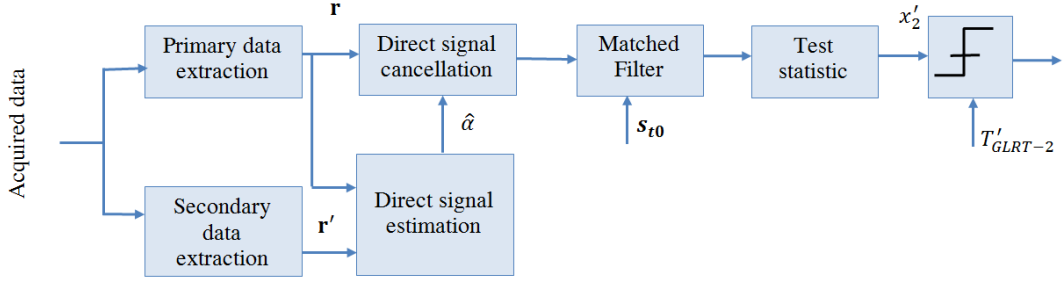 Acquired data
Primary data
extraction
r
Direct signal
cancellation
Matched
Filter
Test
statistic
x′₂
α̂
s_t0
T′_GLRT−2
Secondary
data
extraction
r′
Direct signal
estimation